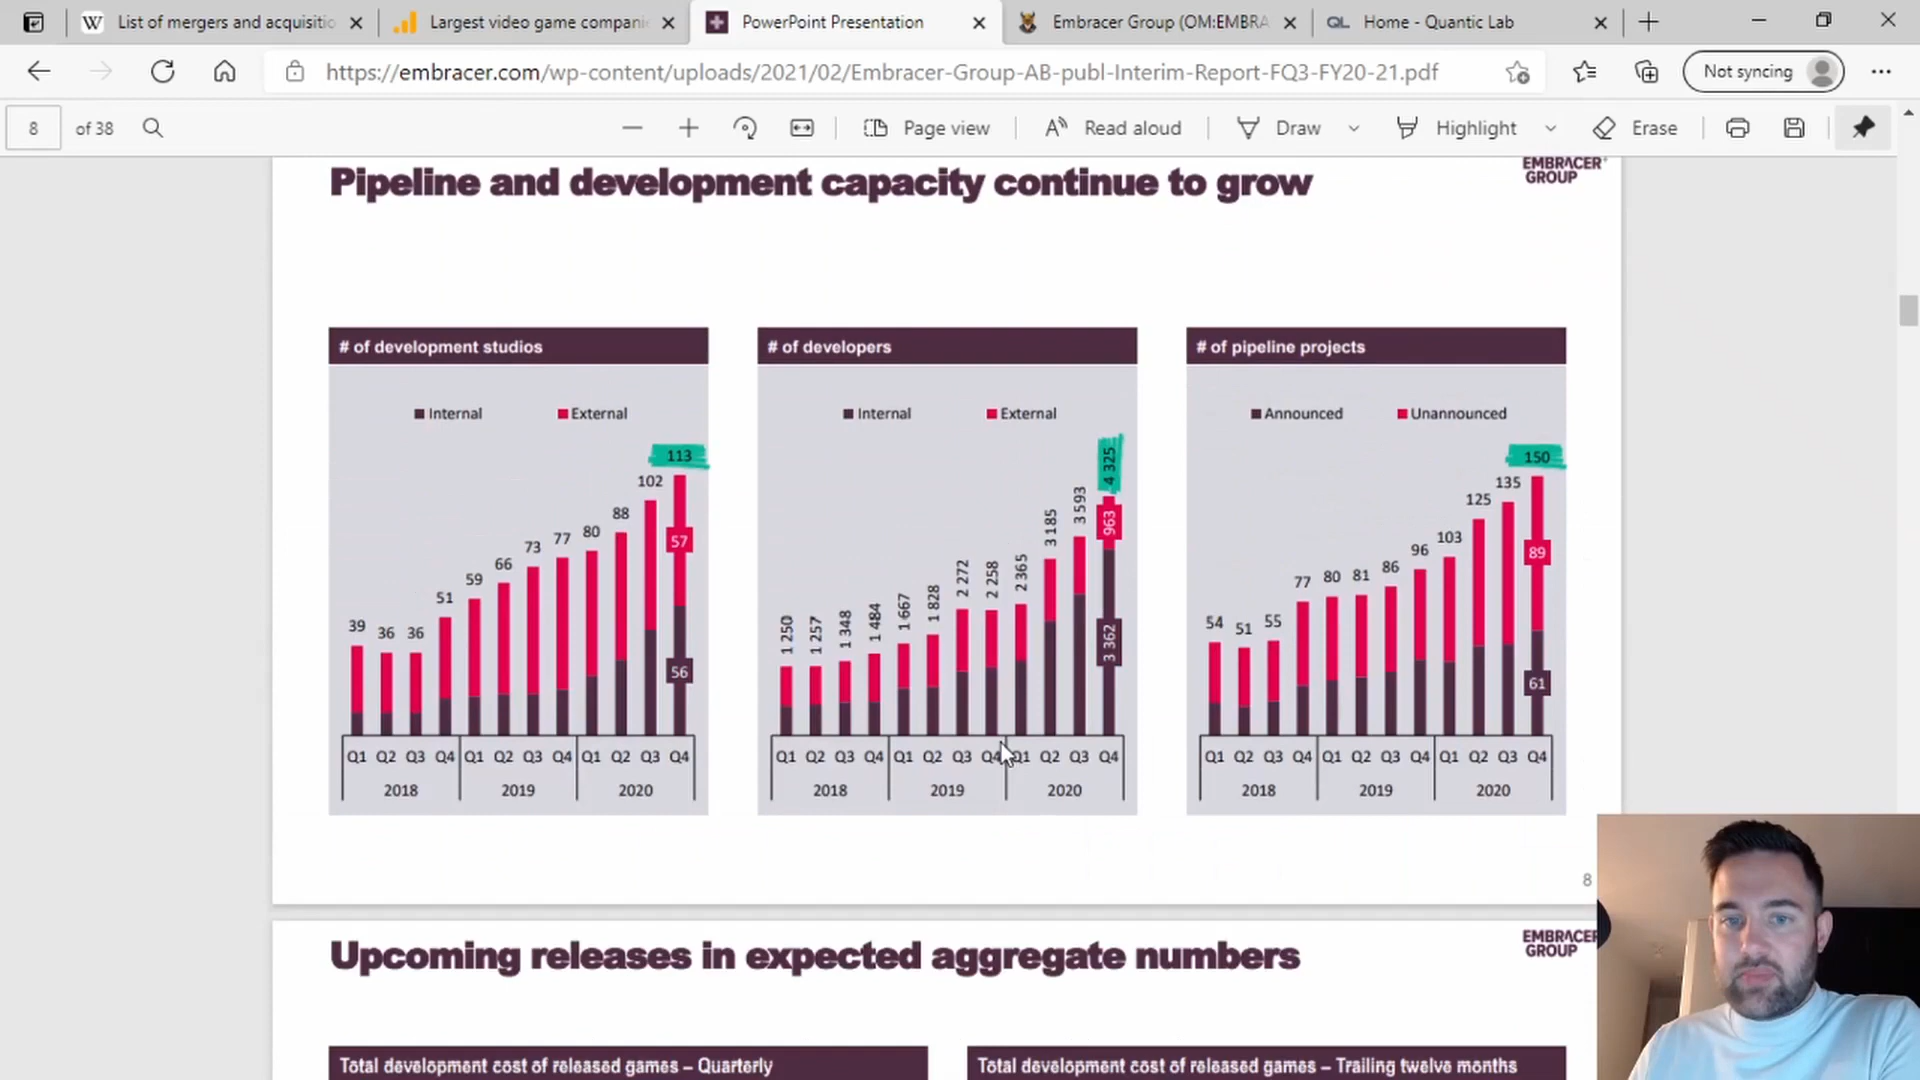 List of mergers and acquisitio
Largest video game compani
PowerPoint Presentation
Embracer Group (OM:EMBRA
QL Home - Quantic Lab
https://embracer.com/wp-content/uploads/2021/02/Embracer-Group-AB-publ-Interim-Report-FQ3-FY20-21.pdf
Not syncing
8 of 38
Page view
Read aloud
Draw
Highlight
Erase
Pipeline and development capacity continue to grow
EMBRACER
GROUP
# of development studios
Internal External
39 36 36 51 59 66 73 77 80 88 102 113
57
56
Q1 Q2 Q3 Q4 Q1 Q2 Q3 Q4 Q1 Q2 Q3 Q4
2018 2019 2020
# of developers
Internal External
1 250 1 257 1 348 1 484 1 667 1 828 2 272 2 258 2 365 3 185 3 593 4 325
963
3 362
Q1 Q2 Q3 Q4 Q1 Q2 Q3 Q4 Q1 Q2 Q3 Q4
2018 2019 2020
# of pipeline projects
Announced Unannounced
54 51 55 77 80 81 86 96 103 125 135 150
89
61
Q1 Q2 Q3 Q4 Q1 Q2 Q3 Q4 Q1 Q2 Q3 Q4
2018 2019 2020
8
Upcoming releases in expected aggregate numbers
EMBRACER
GROUP
Total development cost of released games – Quarterly
Total development cost of released games – Trailing twelve months